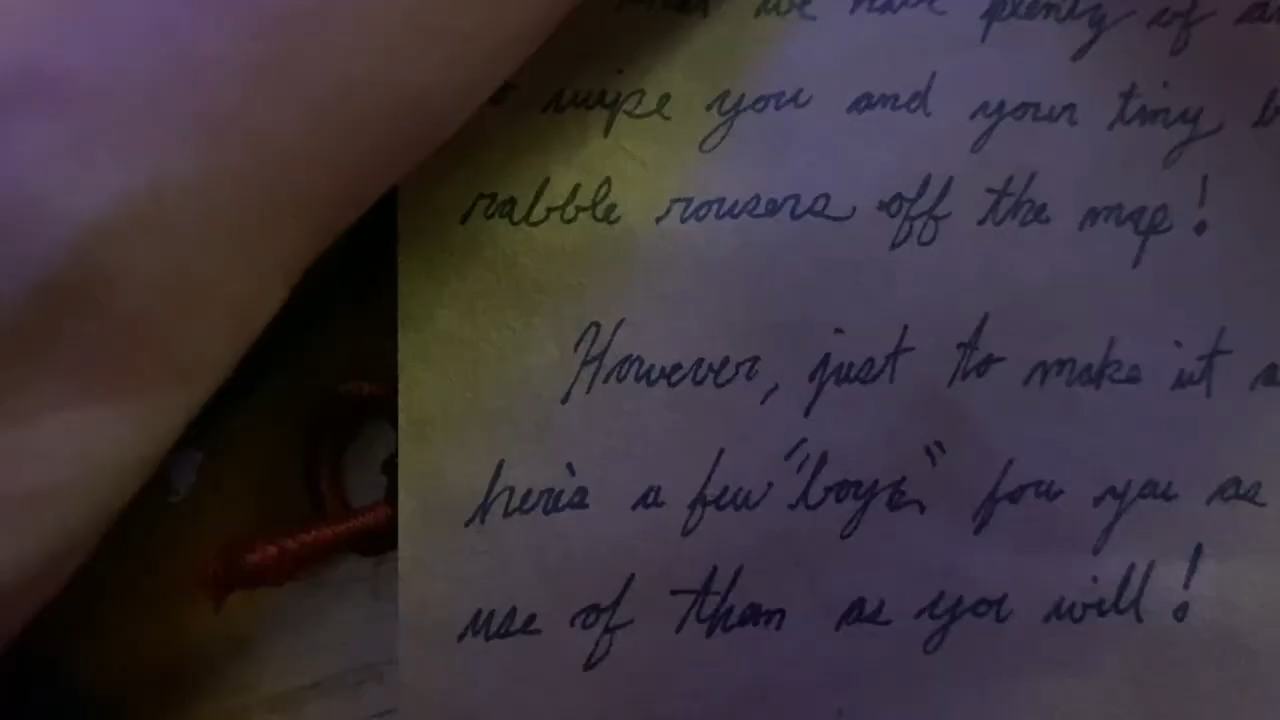 we have plenty of
wipe you and your tiny
rabble rousers off the map!
However, just to make it
here's a few "boys" for you as
use of them as you will!